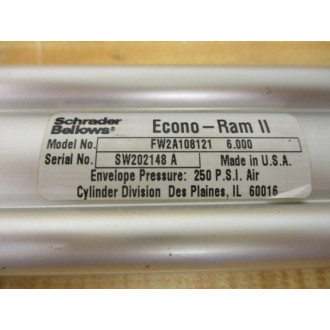 Schrader Bellows® Econo-Ram II
Model No. FW2A108121 6.000
Serial No. SW202148 A Made in U.S.A.
Envelope Pressure: 250 P.S.I. Air
Cylinder Division Des Plaines, IL 60016